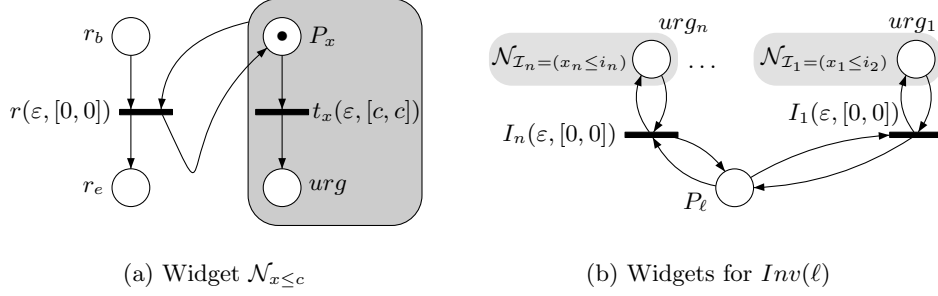 r_b
P_x
r(ε, [0, 0])
t_x(ε, [c, c])
r_e
urg
(a) Widget 𝒩_{x≤c}
urg_n
urg_1
𝒩_{ℐ_n=(x_n≤i_n)}
...
𝒩_{ℐ_1=(x_1≤i_2)}
I_n(ε, [0, 0])
I_1(ε, [0, 0])
P_ℓ
(b) Widgets for Inv(ℓ)